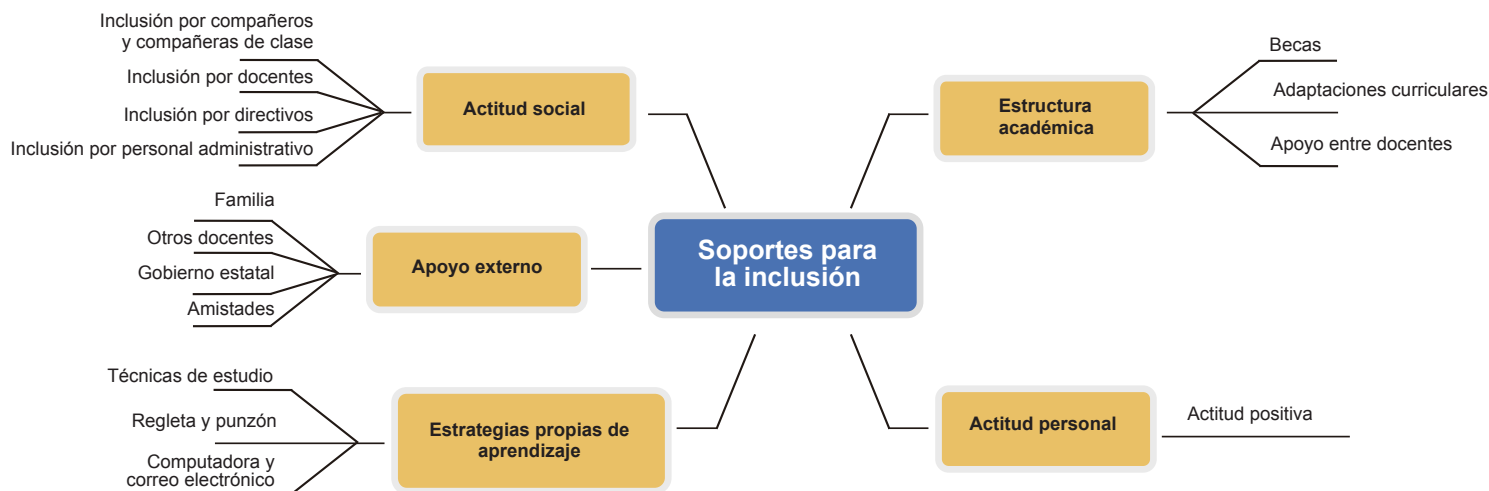 Inclusión por compañeros
y compañeras de clase
Inclusión por docentes
Inclusión por directivos
Inclusión por personal administrativo
Actitud social
Familia
Otros docentes
Gobierno estatal
Amistades
Apoyo externo
Técnicas de estudio
Regleta y punzón
Computadora y
correo electrónico
Estrategias propias de
aprendizaje
Soportes para
la inclusión
Estructura
académica
Becas
Adaptaciones curriculares
Apoyo entre docentes
Actitud personal
Actitud positiva